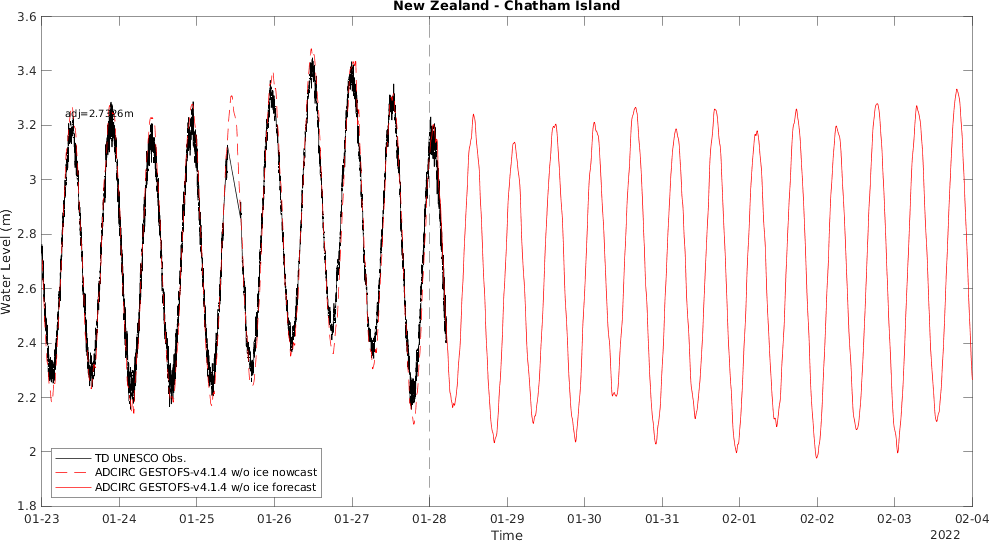 New Zealand - Chatham Island
3.6
3.4
3.2
3
2.8
2.6
2.4
2.2
2
1.8
Water Level (m)
adj=2.7326m
TD UNESCO Obs.
ADCIRC GESTOFS-v4.1.4 w/o ice nowcast
ADCIRC GESTOFS-v4.1.4 w/o ice forecast
01-23 01-24 01-25 01-26 01-27 01-28 01-29 01-30 01-31 02-01 02-02 02-03 02-04
Time
2022